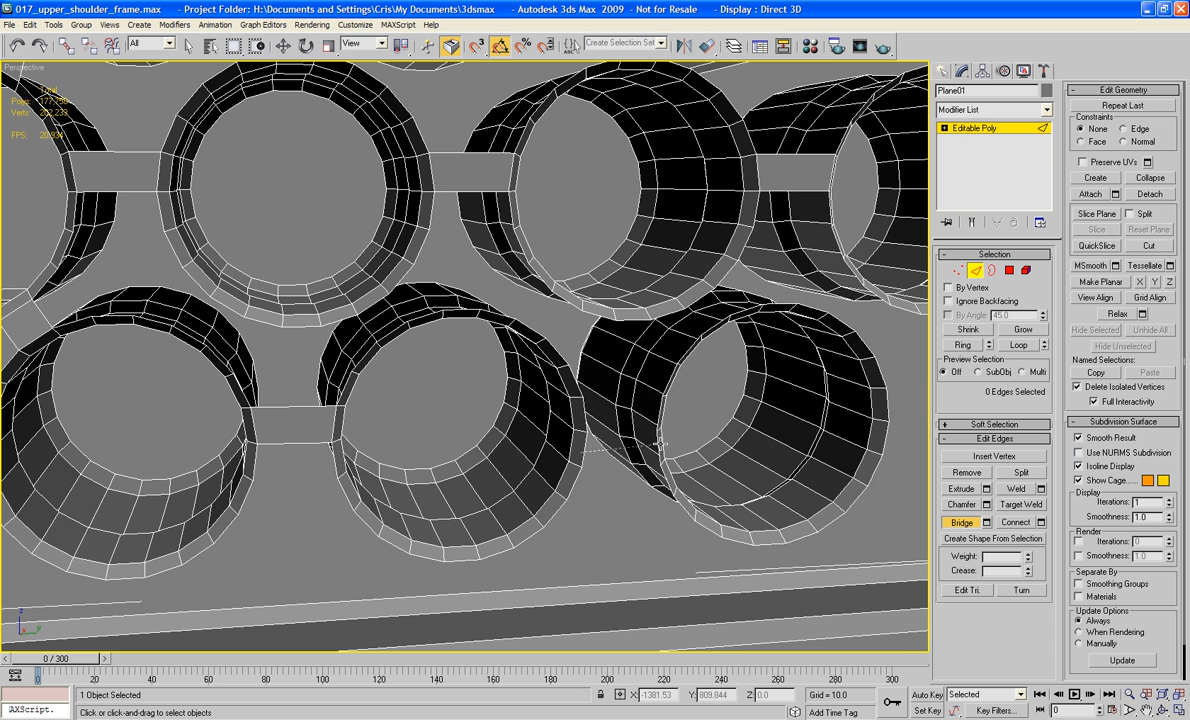 017_upper_shoulder_frame.max - Project Folder: H:\Documents and Settings\Cris\My Documents\3dsmax - Autodesk 3ds Max 2009 - Not for Resale - Display : Direct 3D
File Edit Tools Group Views Create Modifiers Animation Graph Editors Rendering Customize MAXScript Help
All View Create Selection Set
Perspective
Total
Polys: 177,750
Verts:
FPS:
Plane01
Modifier List
Editable Poly
Selection
By Vertex
Ignore Backfacing
By Angle: 45.0
Shrink Grow
Ring Loop
Preview Selection
Off SubObj Multi
0 Edges Selected
Soft Selection
Edit Edges
Insert Vertex
Remove Split
Extrude Weld
Chamfer Target Weld
Bridge Connect
Create Shape From Selection
Weight:
Crease:
Edit Tri. Turn
Edit Geometry
Repeat Last
Constraints
None Edge
Face Normal
Preserve UVs
Create Collapse
Attach Detach
Slice Plane Split
Slice Reset Plane
QuickSlice Cut
MSmooth Tessellate
Make Planar X Y Z
View Align Grid Align
Relax
Hide Selected Unhide All
Hide Unselected
Named Selections:
Copy Paste
Delete Isolated Vertices
Full Interactivity
Subdivision Surface
Smooth Result
Use NURMS Subdivision
Isoline Display
Show Cage......
Display
Iterations: 1
Smoothness: 1.0
Render
Iterations: 0
Smoothness: 1.0
Separate By
Smoothing Groups
Materials
Update Options
Always
When Rendering
Manually
Update
z
y
x
0 / 300
0 20 40 60 80 100 120 140 160 180 200 220 240 260 280 300
1 Object Selected X: -1381.53 Y: 809.844 Z: 0.0 Grid = 10.0 Auto Key Selected
AXScript. Click or click-and-drag to select objects Add Time Tag Set Key Key Filters... 0